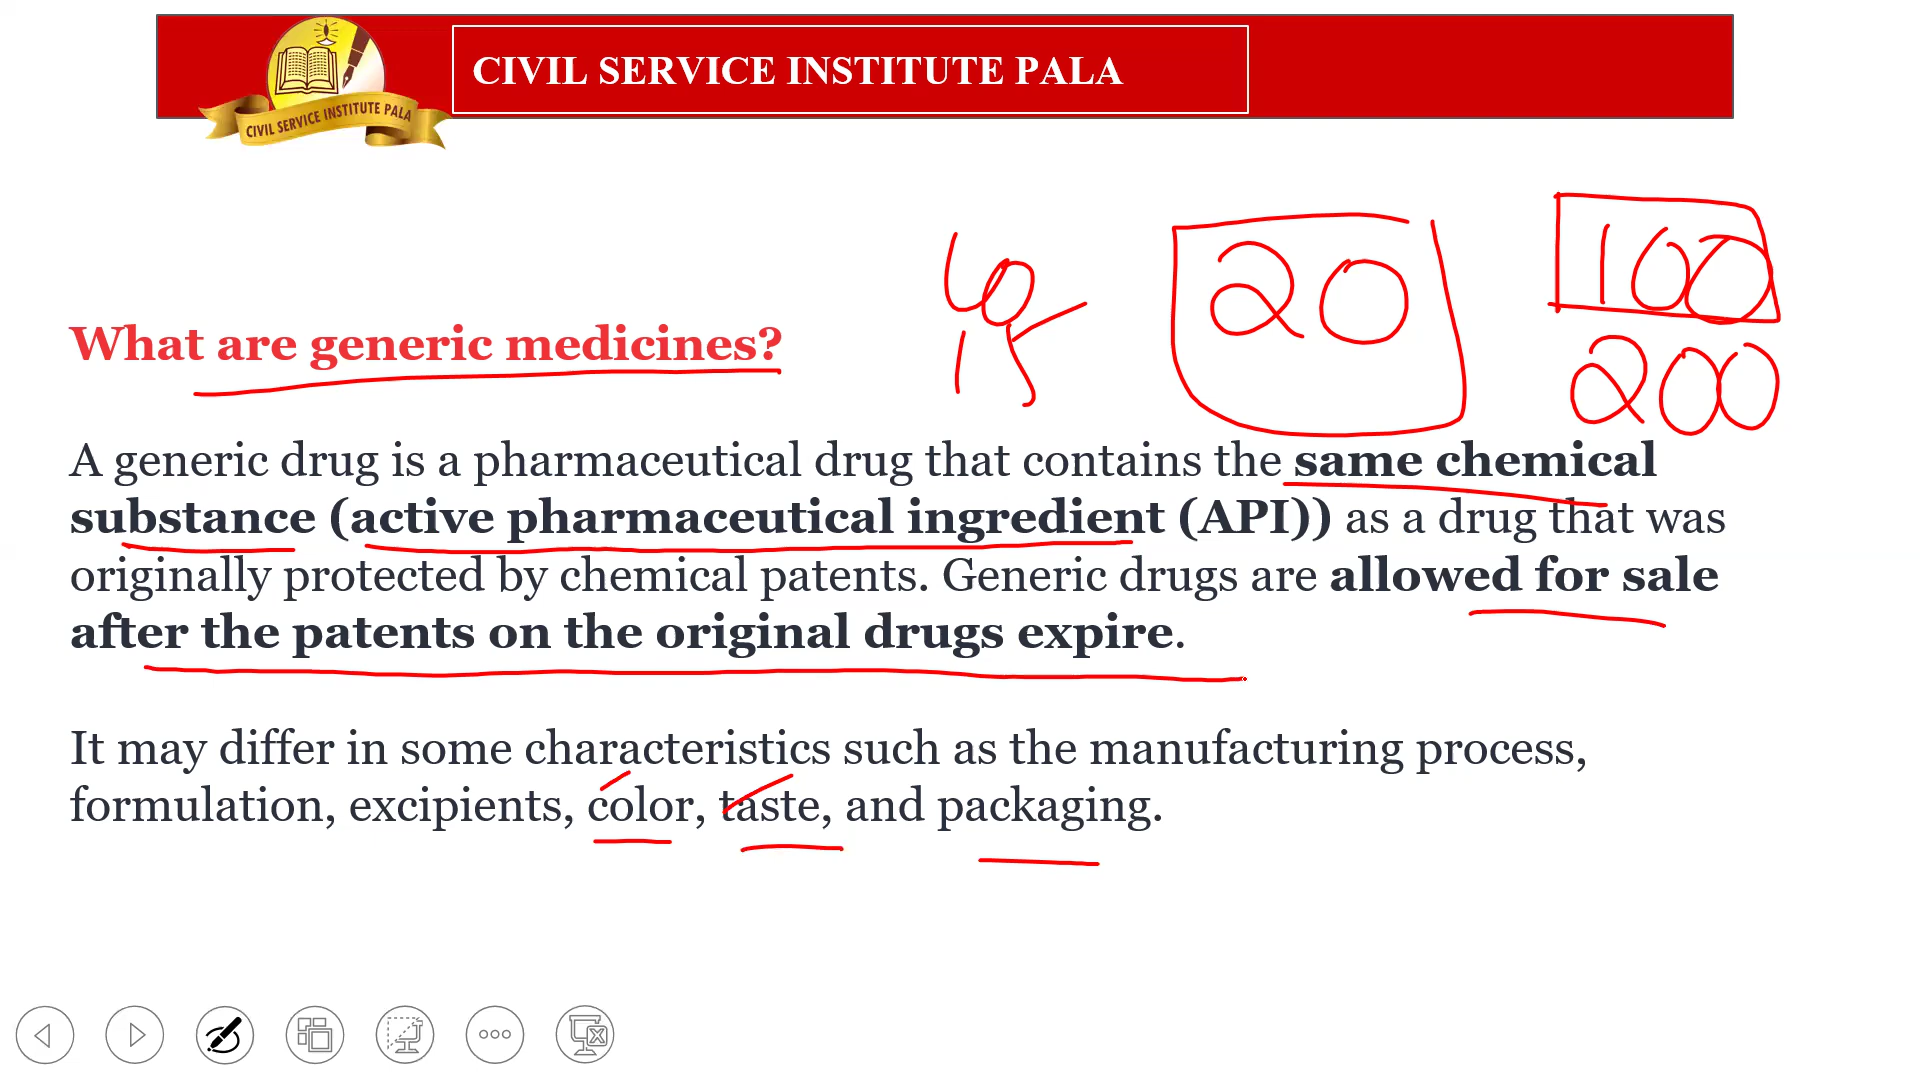 CIVIL SERVICE INSTITUTE PALA
CIVIL SERVICE INSTITUTE PALA
20
100
200
What are generic medicines?
A generic drug is a pharmaceutical drug that contains the same chemical
substance (active pharmaceutical ingredient (API)) as a drug that was
originally protected by chemical patents. Generic drugs are allowed for sale
after the patents on the original drugs expire.
It may differ in some characteristics such as the manufacturing process,
formulation, excipients, color, taste, and packaging.